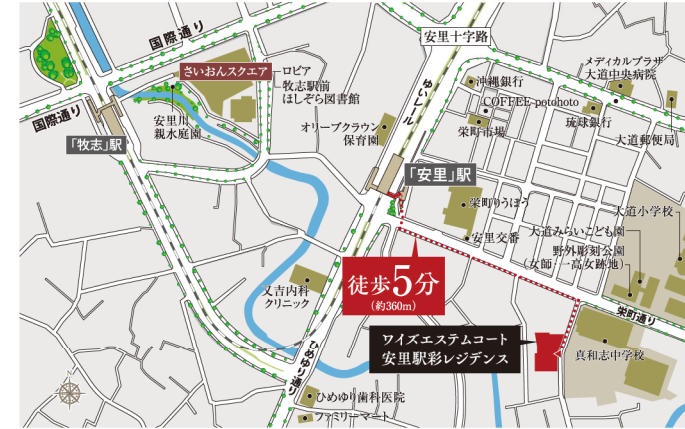 国際通り
安里十字路
さいおんスクエア
ロピア
牧志駅前
ほしぞら図書館
メディカルプラザ
大道中央病院
沖縄銀行
COFFEE potohoto
ゆいレール
国際通り
安里川
親水庭園
オリーブクラウン
保育園
栄町市場
琉球銀行
大道郵便局
「牧志」駅
「安里」駅
栄町りうぼう
大道小学校
安里交番
大道みらいこども園
野外彫刻公園
(女師・一高女跡地)
徒歩5分
(約360m)
又吉内科
クリニック
栄町通り
ワイズエステムコート
安里駅彩レジデンス
真和志中学校
ひめゆり通り
ひめゆり歯科医院
ファミリーマート